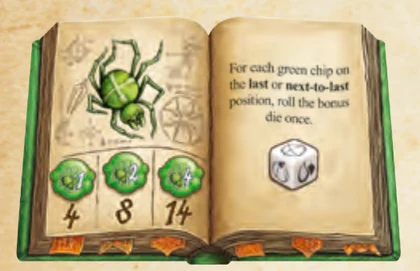 1 2 4
4 8 14
For each green chip on
the last or next-to-last
position, roll the bonus
die once.